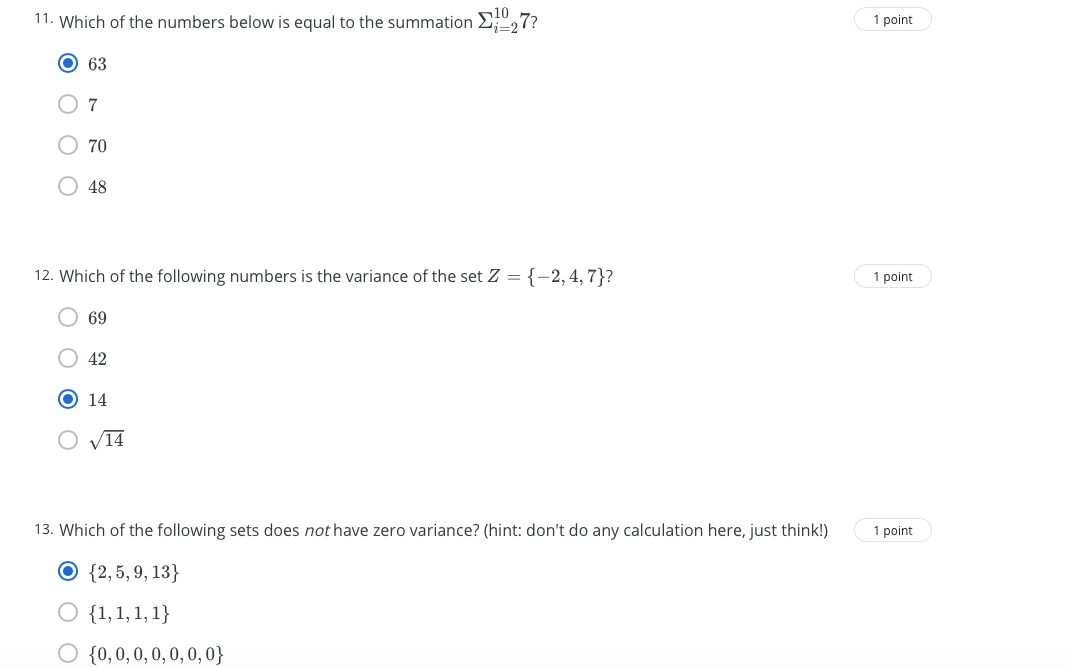 11. Which of the numbers below is equal to the summation Σ_{i=2}^{10} 7?
1 point
63
7
70
48
12. Which of the following numbers is the variance of the set Z = {−2, 4, 7}?
1 point
69
42
14
√14
13. Which of the following sets does not have zero variance? (hint: don't do any calculation here, just think!)
1 point
{2, 5, 9, 13}
{1, 1, 1, 1}
{0, 0, 0, 0, 0, 0, 0}